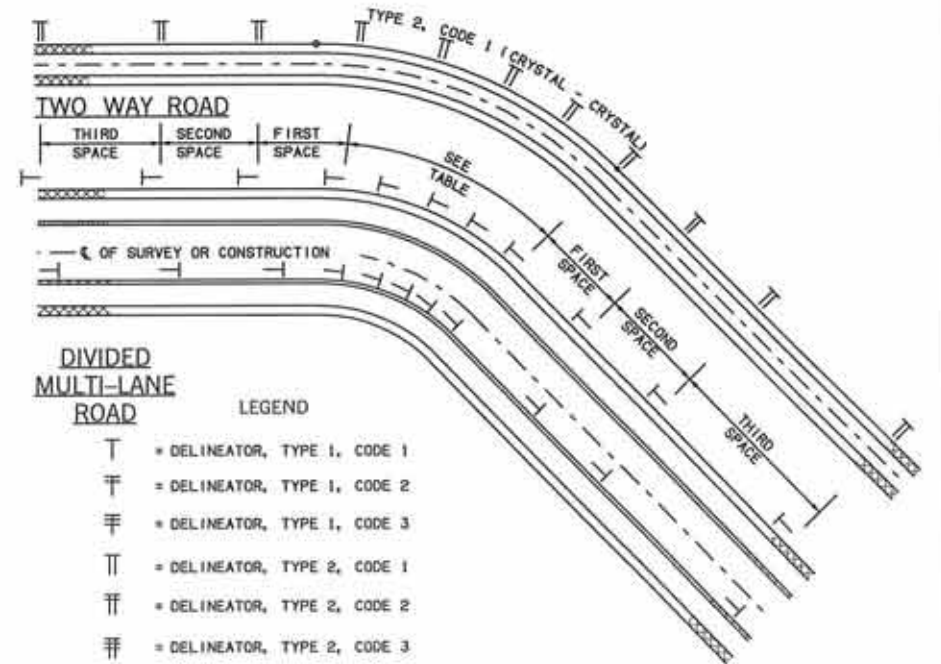 TYPE 2, CODE 1 (CRYSTAL - CRYSTAL)
TWO WAY ROAD
THIRD
SPACE
SECOND
SPACE
FIRST
SPACE
SEE
TABLE
FIRST
SPACE
SECOND
SPACE
THIRD
SPACE
℄ OF SURVEY OR CONSTRUCTION
DIVIDED
MULTI-LANE
ROAD
LEGEND
= DELINEATOR, TYPE 1, CODE 1
= DELINEATOR, TYPE 1, CODE 2
= DELINEATOR, TYPE 1, CODE 3
= DELINEATOR, TYPE 2, CODE 1
= DELINEATOR, TYPE 2, CODE 2
= DELINEATOR, TYPE 2, CODE 3